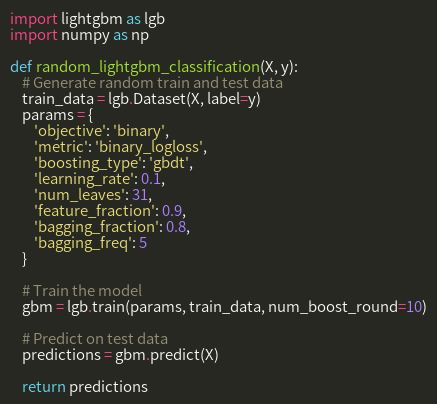 import lightgbm as lgb
import numpy as np

def random_lightgbm_classification(X, y):
    # Generate random train and test data
    train_data = lgb.Dataset(X, label=y)
    params = {
        'objective': 'binary',
        'metric': 'binary_logloss',
        'boosting_type': 'gbdt',
        'learning_rate': 0.1,
        'num_leaves': 31,
        'feature_fraction': 0.9,
        'bagging_fraction': 0.8,
        'bagging_freq': 5
    }

    # Train the model
    gbm = lgb.train(params, train_data, num_boost_round=10)

    # Predict on test data
    predictions = gbm.predict(X)

    return predictions